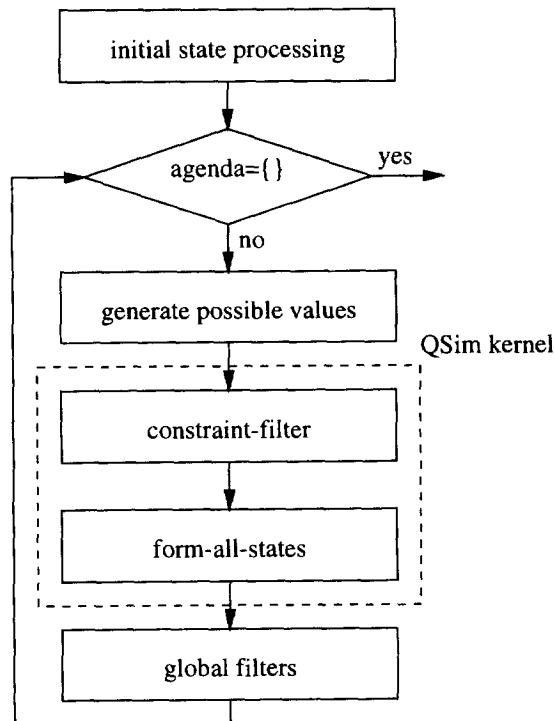 initial state processing
agenda={}
yes
no
generate possible values
QSim kernel
constraint-filter
form-all-states
global filters